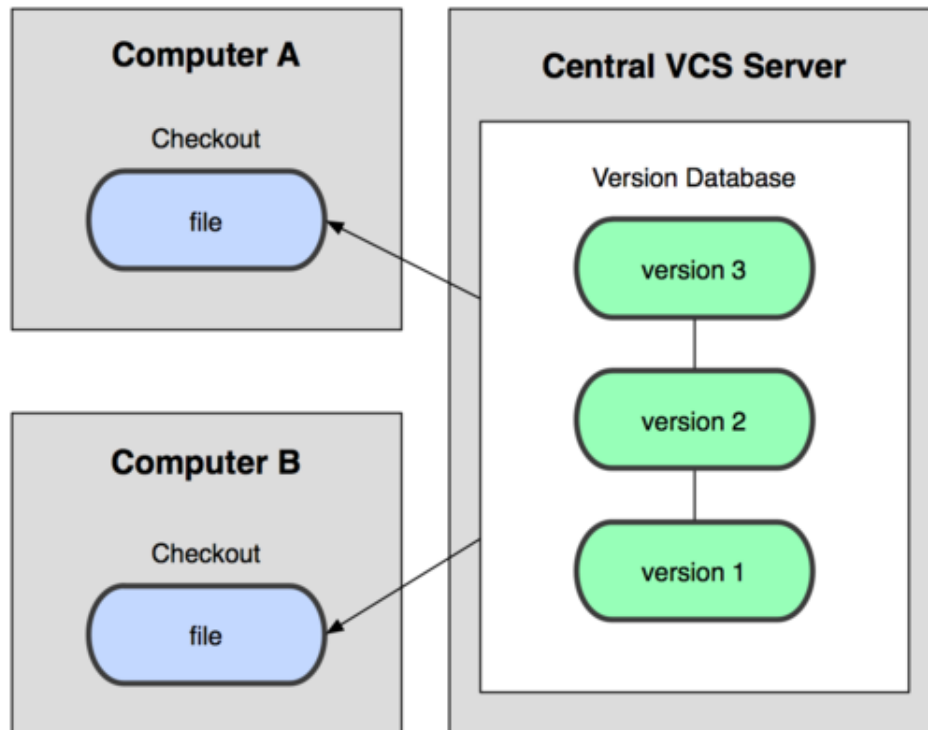 Computer A
Checkout
file
Computer B
Checkout
file
Central VCS Server
Version Database
version 3
version 2
version 1